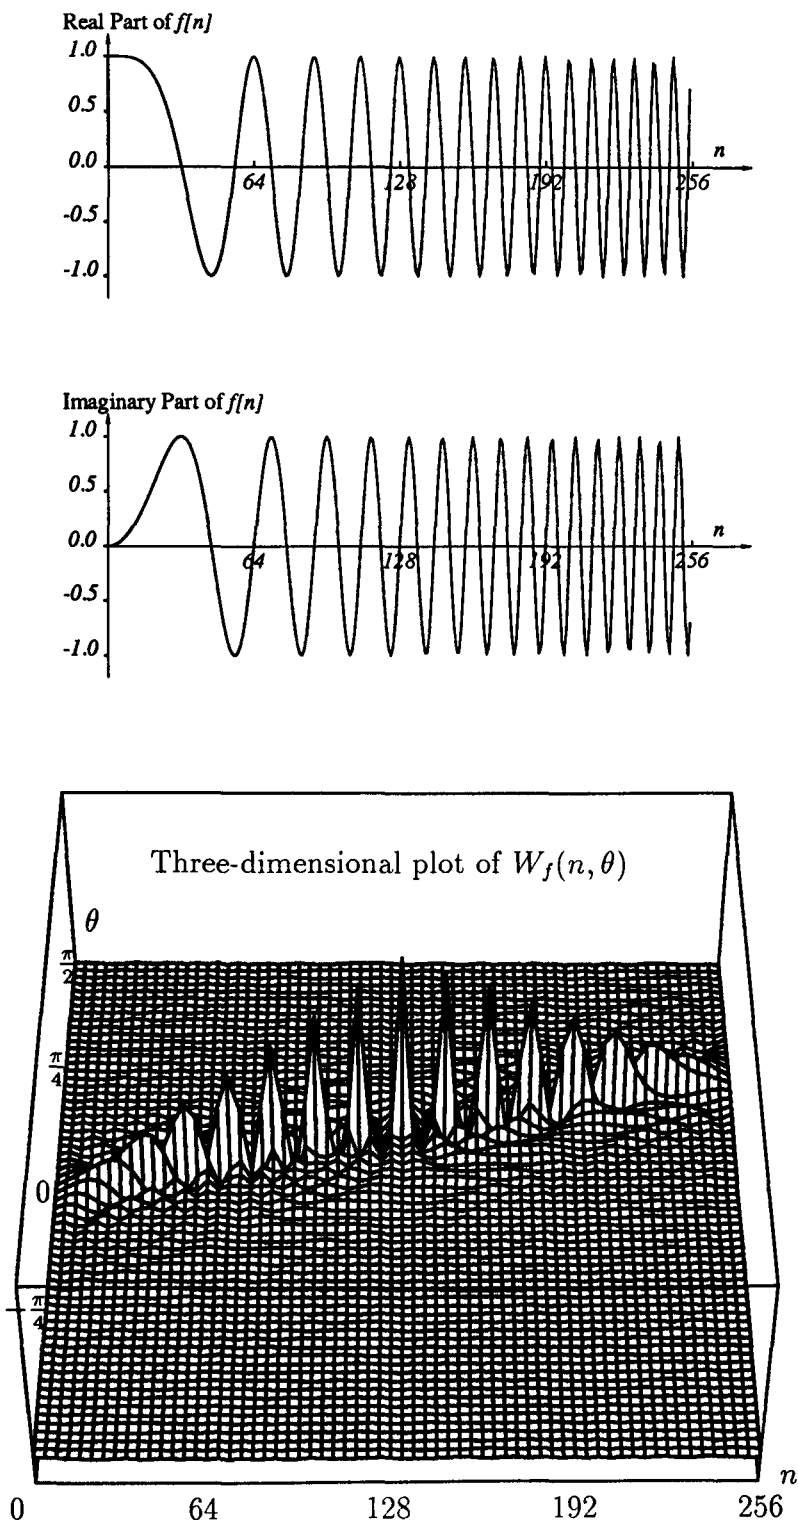 Real Part of f[n]
1.0
0.5
0.0
-0.5
-1.0
64 128 192 256
n
Imaginary Part of f[n]
1.0
0.5
0.0
-0.5
-1.0
64 128 192 256
n
Three-dimensional plot of W_f(n, θ)
θ
π/2
π/4
0
-π/4
n
0 64 128 192 256